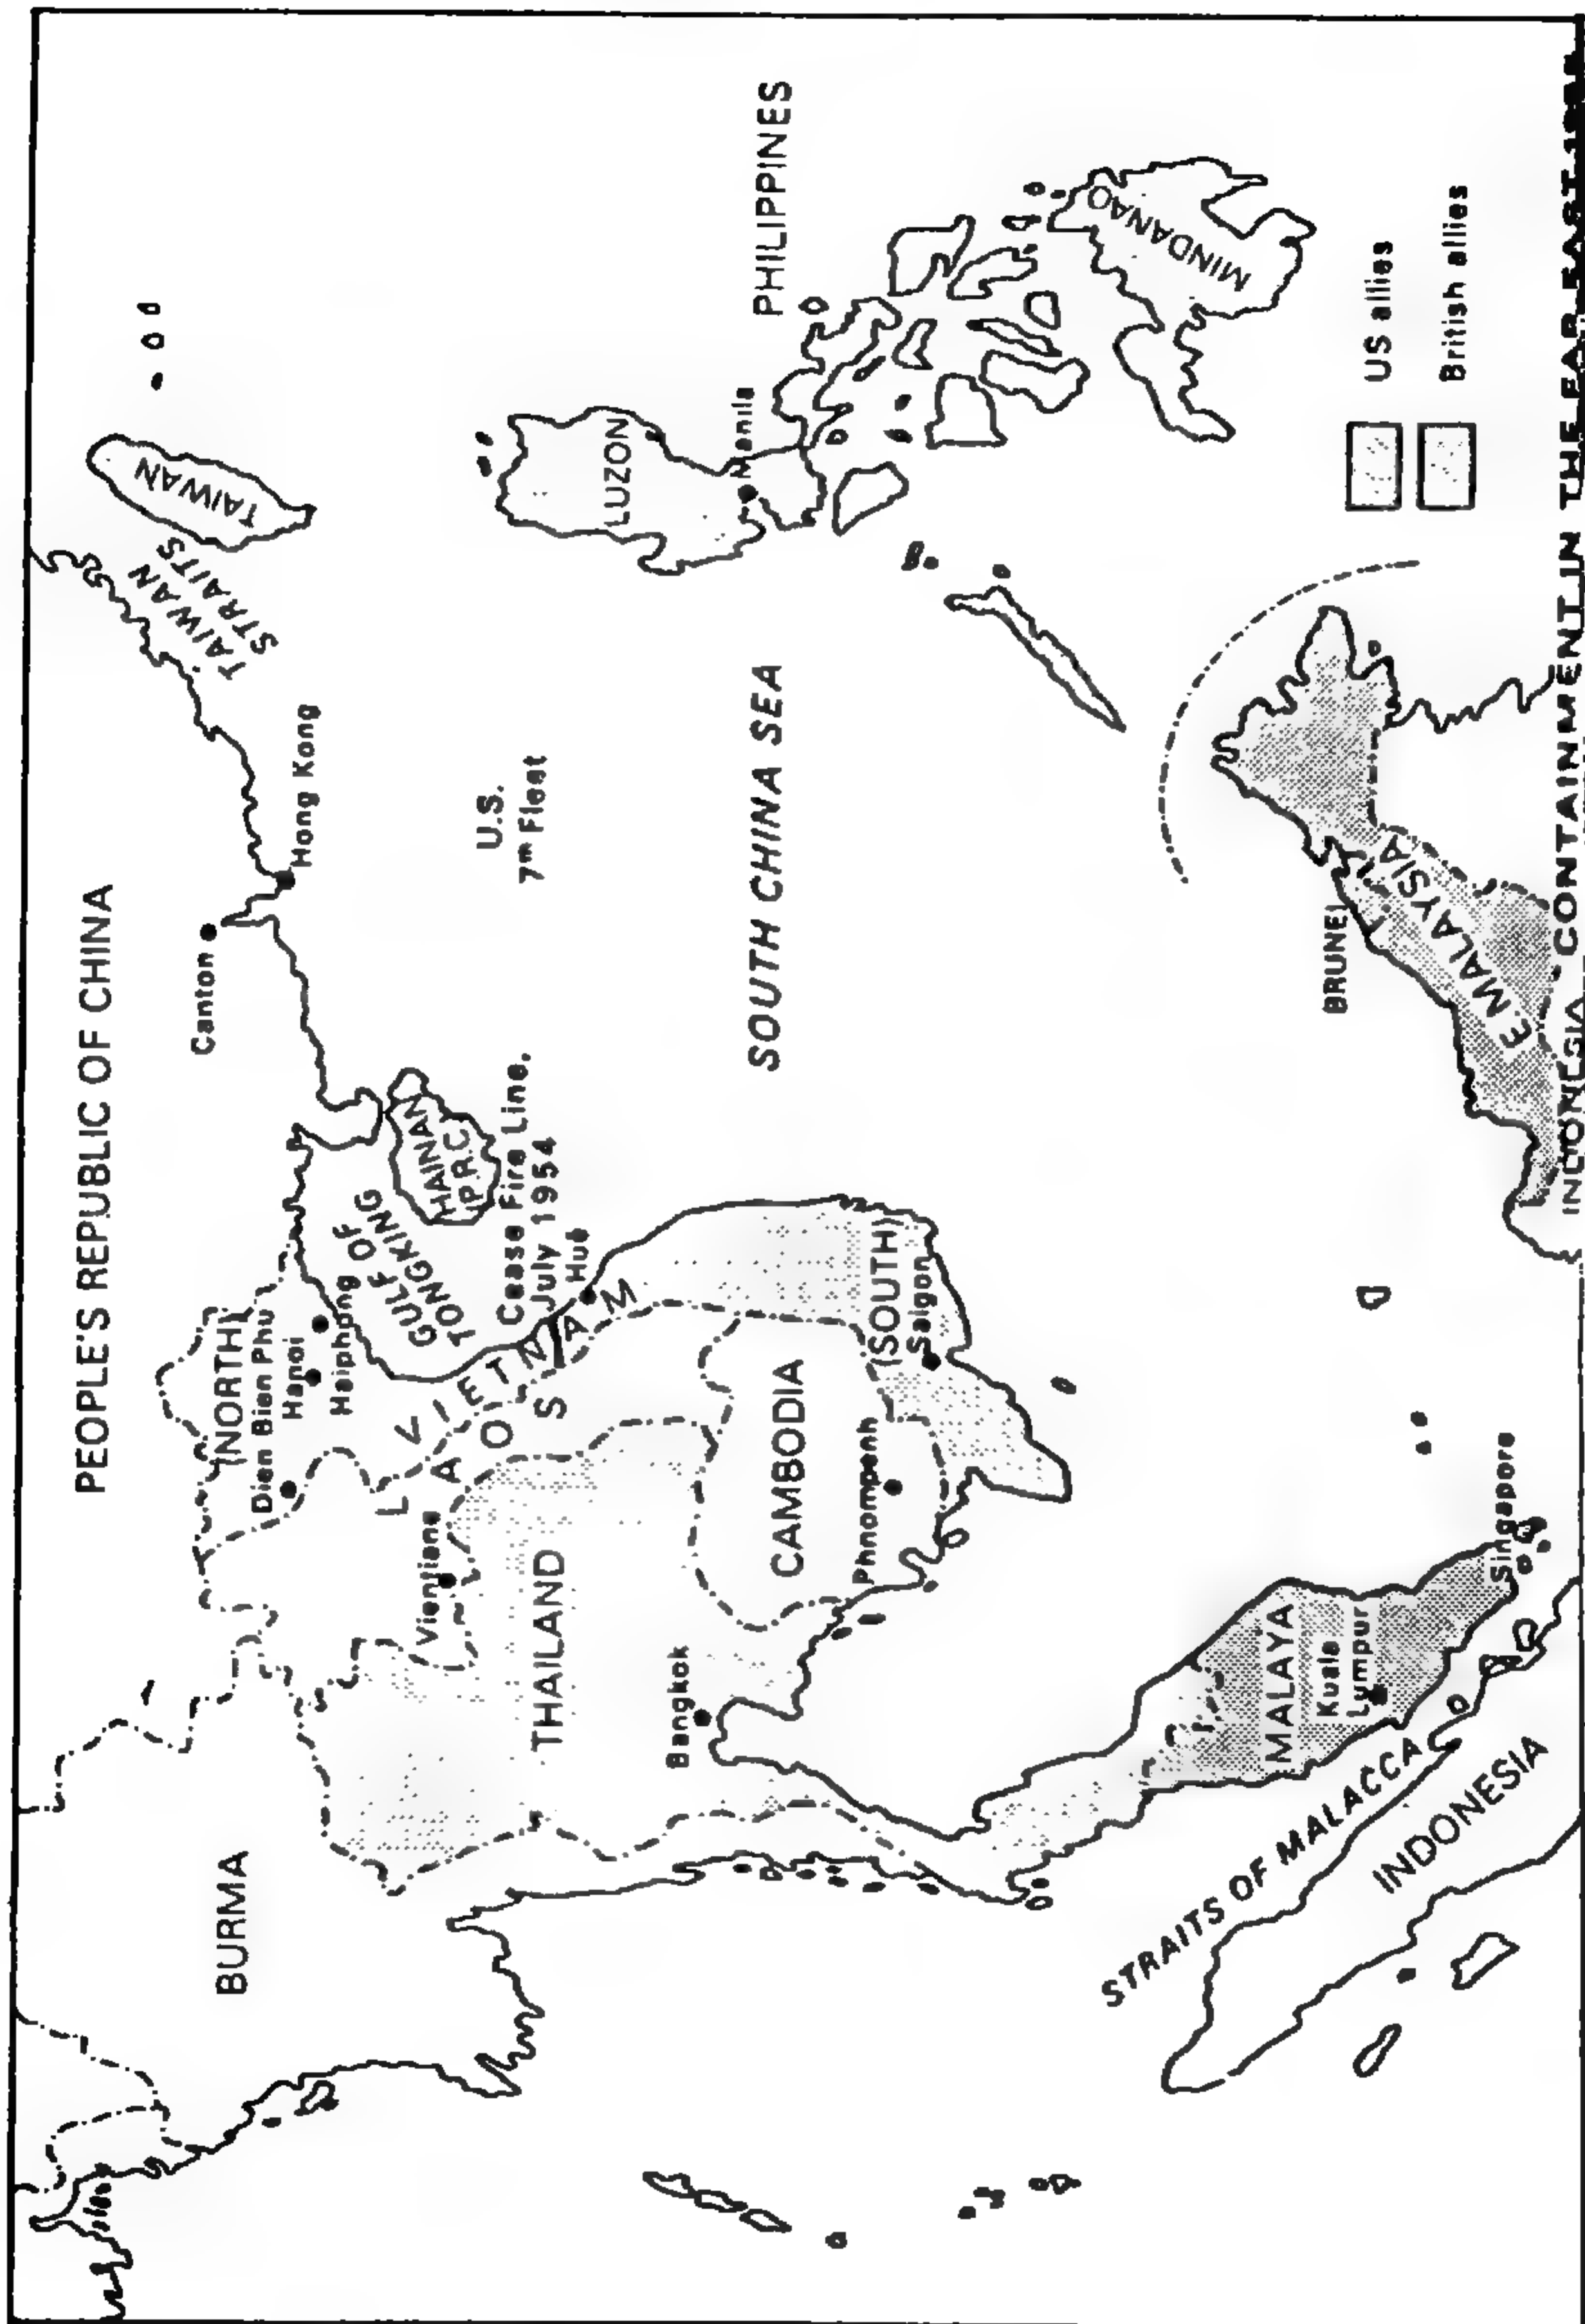 PEOPLE'S REPUBLIC OF CHINA
BURMA
Canton
Hong Kong
TAIWAN
STRAITS
TAIWAN
(NORTH)
Dien Bien Phu
Hanoi
Haiphong
GULF OF
TONGKING
HAINAN
(P.R.C.
Cease Fire Line.
July 1954
Hué
VIETNAM
LAOS
Vientiane
U.S.
7th Fleet
LUZON
Manila
PHILIPPINES
THAILAND
Bangkok
CAMBODIA
Phnompenh
(SOUTH)
Saigon
SOUTH CHINA SEA
MINDANAO
STRAITS OF MALACCA
INDONESIA
MALAYA
Kuala
Lumpur
Singapore
BRUNEI
E. MALAYSIA
US allies
British allies
INDONESIA
CONTAINMENT IN THE FAR EAST